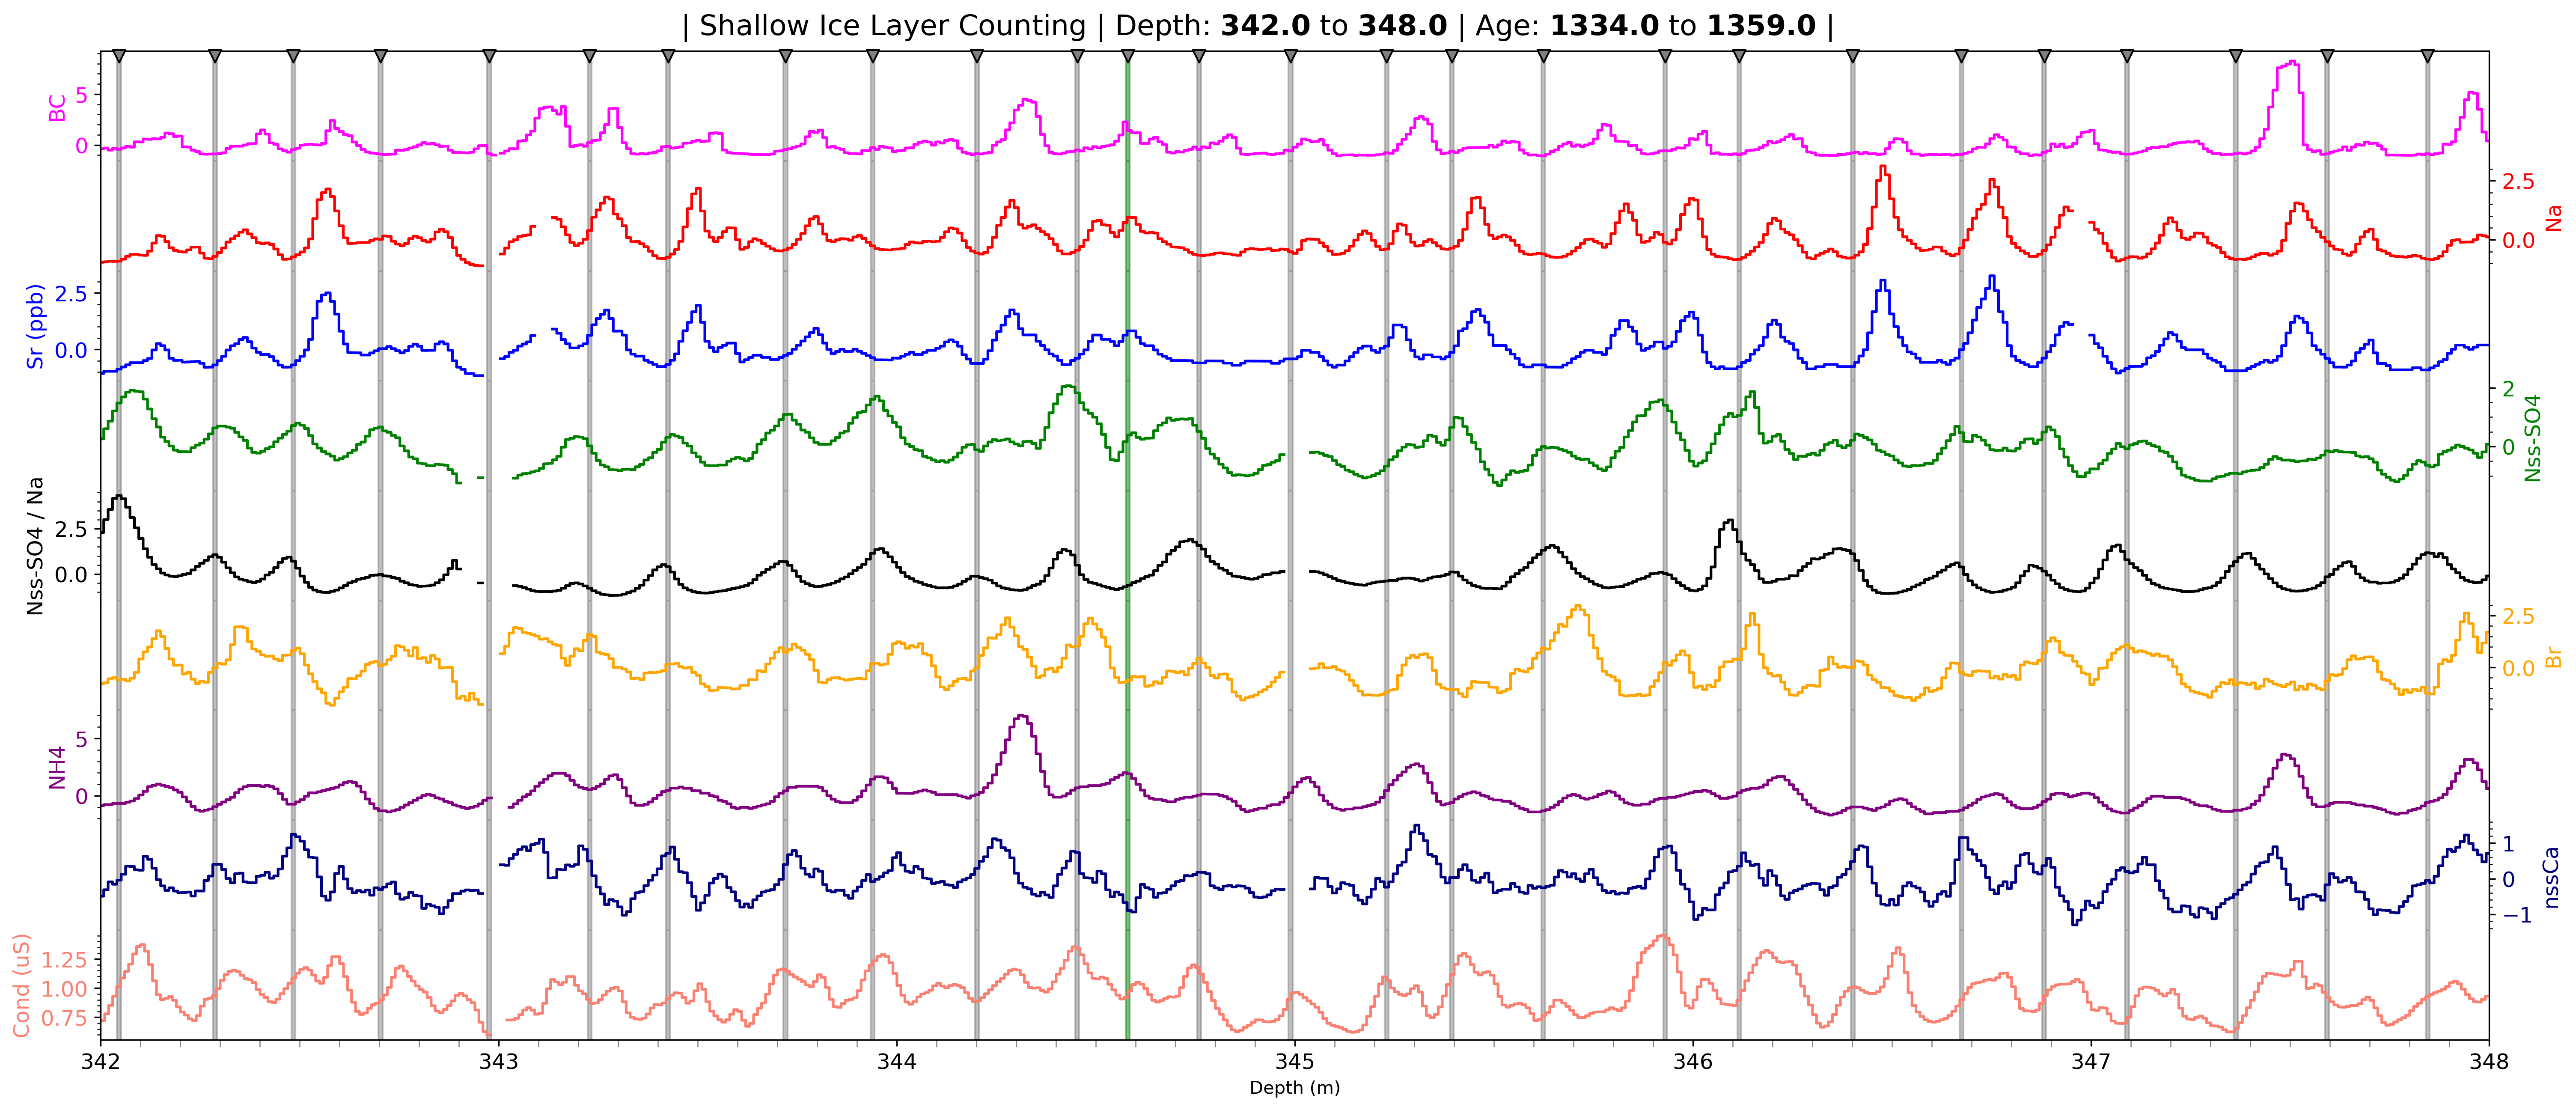 | Shallow Ice Layer Counting | Depth: 342.0 to 348.0 | Age: 1334.0 to 1359.0 |
BC
5
0
2.5
0.0
Na
Sr (ppb)
2.5
0.0
2
0
Nss-SO4
Nss-SO4 / Na
2.5
0.0
2.5
0.0
Br
NH4
5
0
1
0
−1
nssCa
Cond (uS)
1.25
1.00
0.75
342
343
344
345
346
347
348
Depth (m)